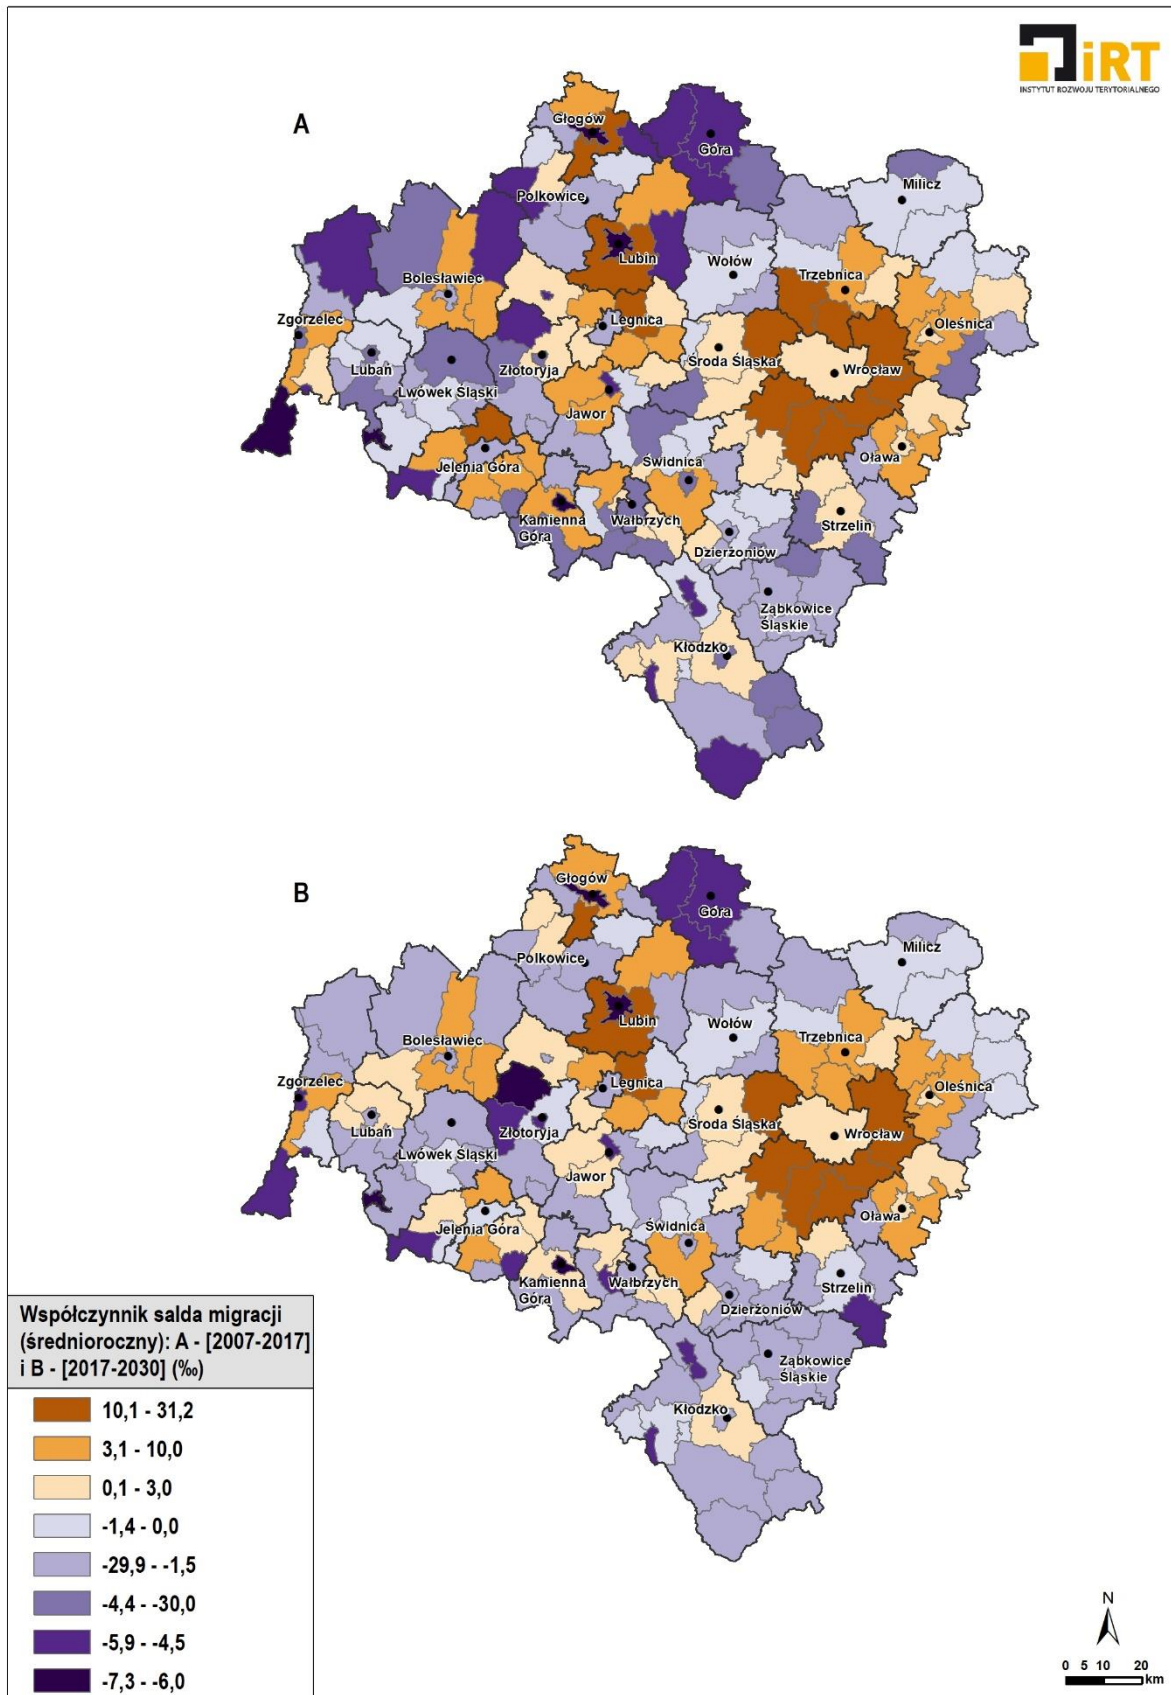 iRT
INSTYTUT ROZWOJU TERYTORIALNEGO
A
Głogów
Góra
Milicz
Polkowice
Lubin
Wołów
Trzebnica
Bolesławiec
Zgorzelec
Legnica
Oleśnica
Lubań
Złotoryja
Środa Śląska
Wrocław
Lwówek Śląski
Jawor
Oława
Jelenia Góra
Świdnica
Kamienna
Góra
Wałbrzych
Strzelin
Dzierżoniów
Ząbkowice
Śląskie
Kłodzko
B
Głogów
Góra
Milicz
Polkowice
Lubin
Wołów
Trzebnica
Bolesławiec
Zgorzelec
Legnica
Oleśnica
Lubań
Złotoryja
Środa Śląska
Wrocław
Lwówek Śląski
Jawor
Oława
Jelenia Góra
Świdnica
Kamienna
Góra
Wałbrzych
Strzelin
Dzierżoniów
Ząbkowice
Śląskie
Kłodzko
Współczynnik salda migracji
(średnioroczny): A - [2007-2017]
i B - [2017-2030] (‰)
10,1 - 31,2
3,1 - 10,0
0,1 - 3,0
-1,4 - 0,0
-29,9 - -1,5
-4,4 - -30,0
-5,9 - -4,5
-7,3 - -6,0
N
0 5 10 20
km